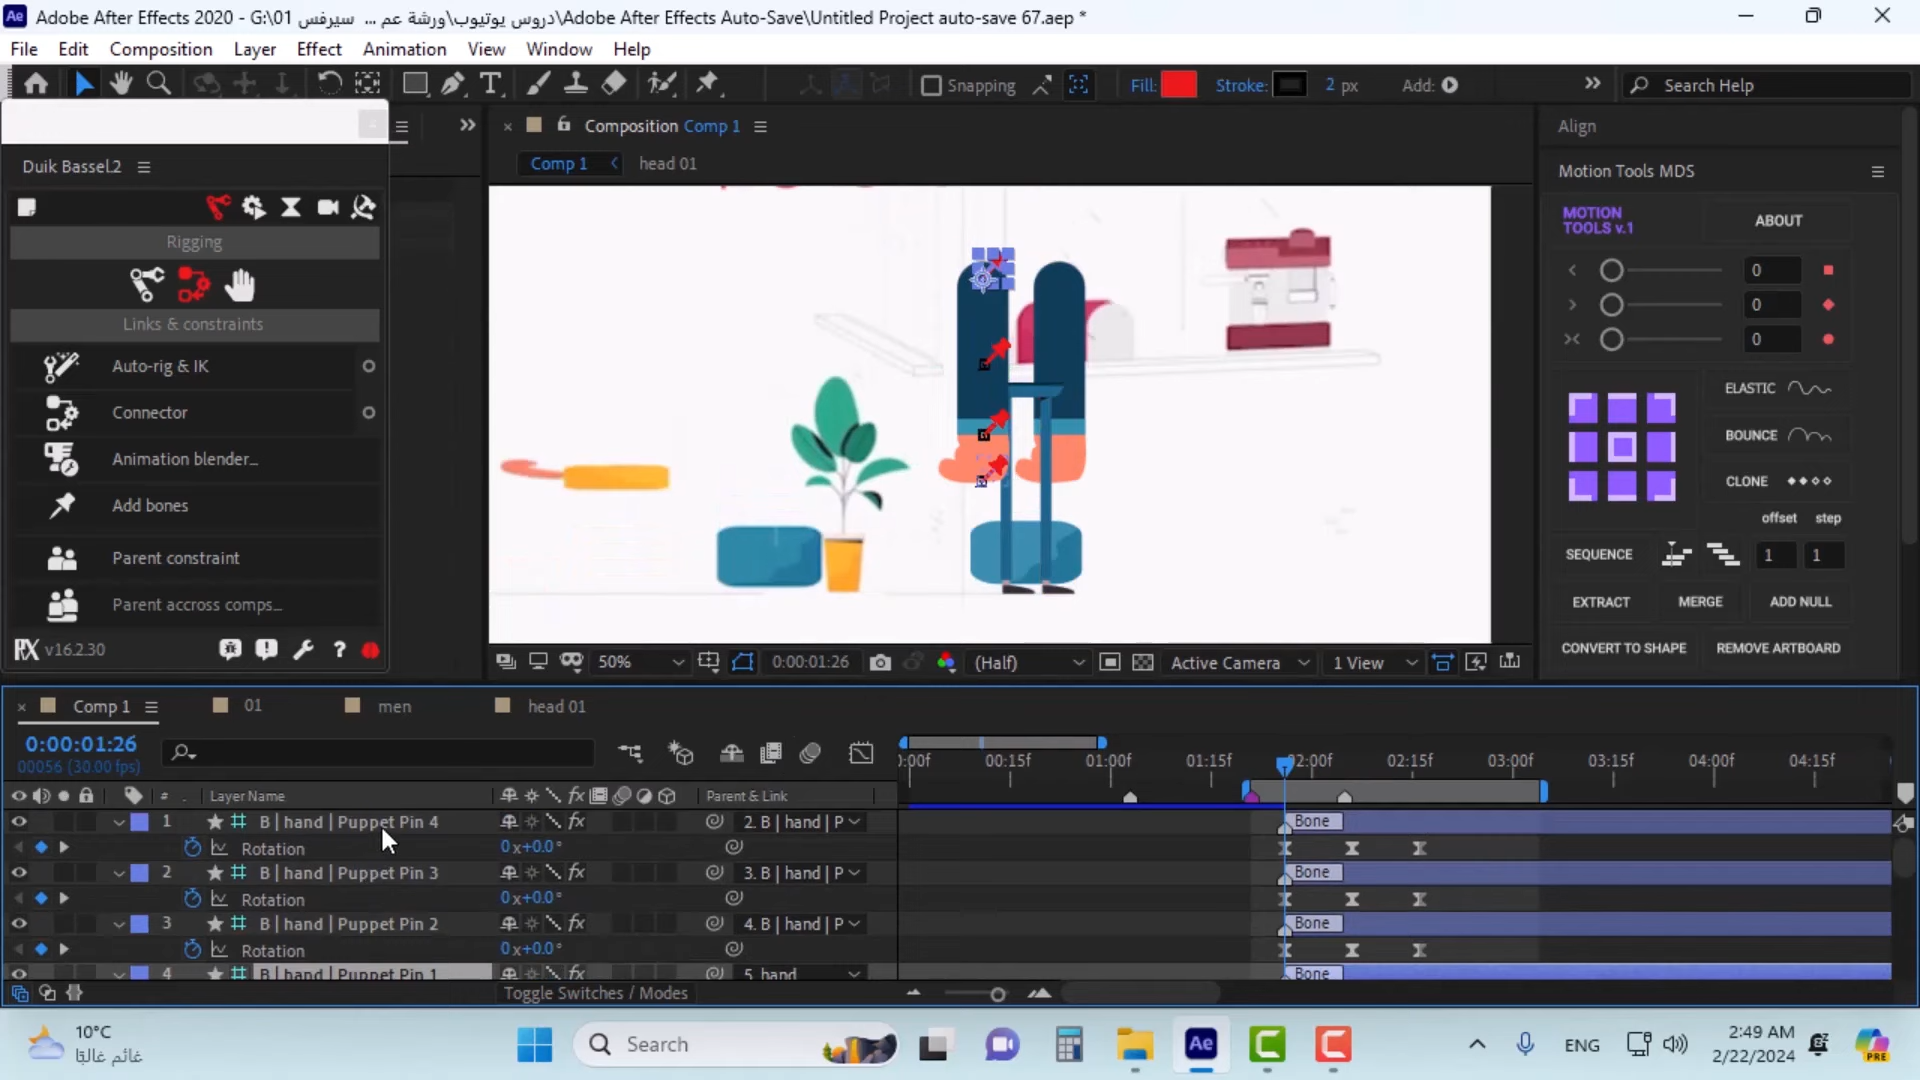 Adobe After Effects 2020 - G:\01 سيرفس ... ورشة عم\دروس يوتيوب\Adobe After Effects Auto-Save\Untitled Project auto-save 67.aep *
File Edit Composition Layer Effect Animation View Window Help
Snapping Fill: Stroke: 2 px Add: Search Help
Composition Comp 1
Align
Duik Bassel.2
Comp 1 head 01
Motion Tools MDS
MOTION TOOLS v.1 ABOUT
Rigging
0
0
0
Links & constraints
Auto-rig & IK
Connector
Animation blender...
Add bones
Parent constraint
Parent accross comps...
v16.2.30
ELASTIC
BOUNCE
CLONE
offset step
SEQUENCE 1 1
EXTRACT MERGE ADD NULL
CONVERT TO SHAPE REMOVE ARTBOARD
50% 0:00:01:26 (Half) Active Camera 1 View
Comp 1 01 men head 01
0:00:01:26
00056 (30.00 fps)
:00f 00:15f 01:00f 01:15f 02:00f 02:15f 03:00f 03:15f 04:00f 04:15f
# Layer Name Parent & Link
1 B | hand | Puppet Pin 4 2. B | hand | P Bone
Rotation 0x+0.0°
2 B | hand | Puppet Pin 3 3. B | hand | P Bone
Rotation 0x+0.0°
3 B | hand | Puppet Pin 2 4. B | hand | P Bone
Rotation 0x+0.0°
4 B | hand | Puppet Pin 1 5. hand Bone
Toggle Switches / Modes
10°C
غائم غالبًا
Search
Ae
ENG
2:49 AM
2/22/2024
PRE